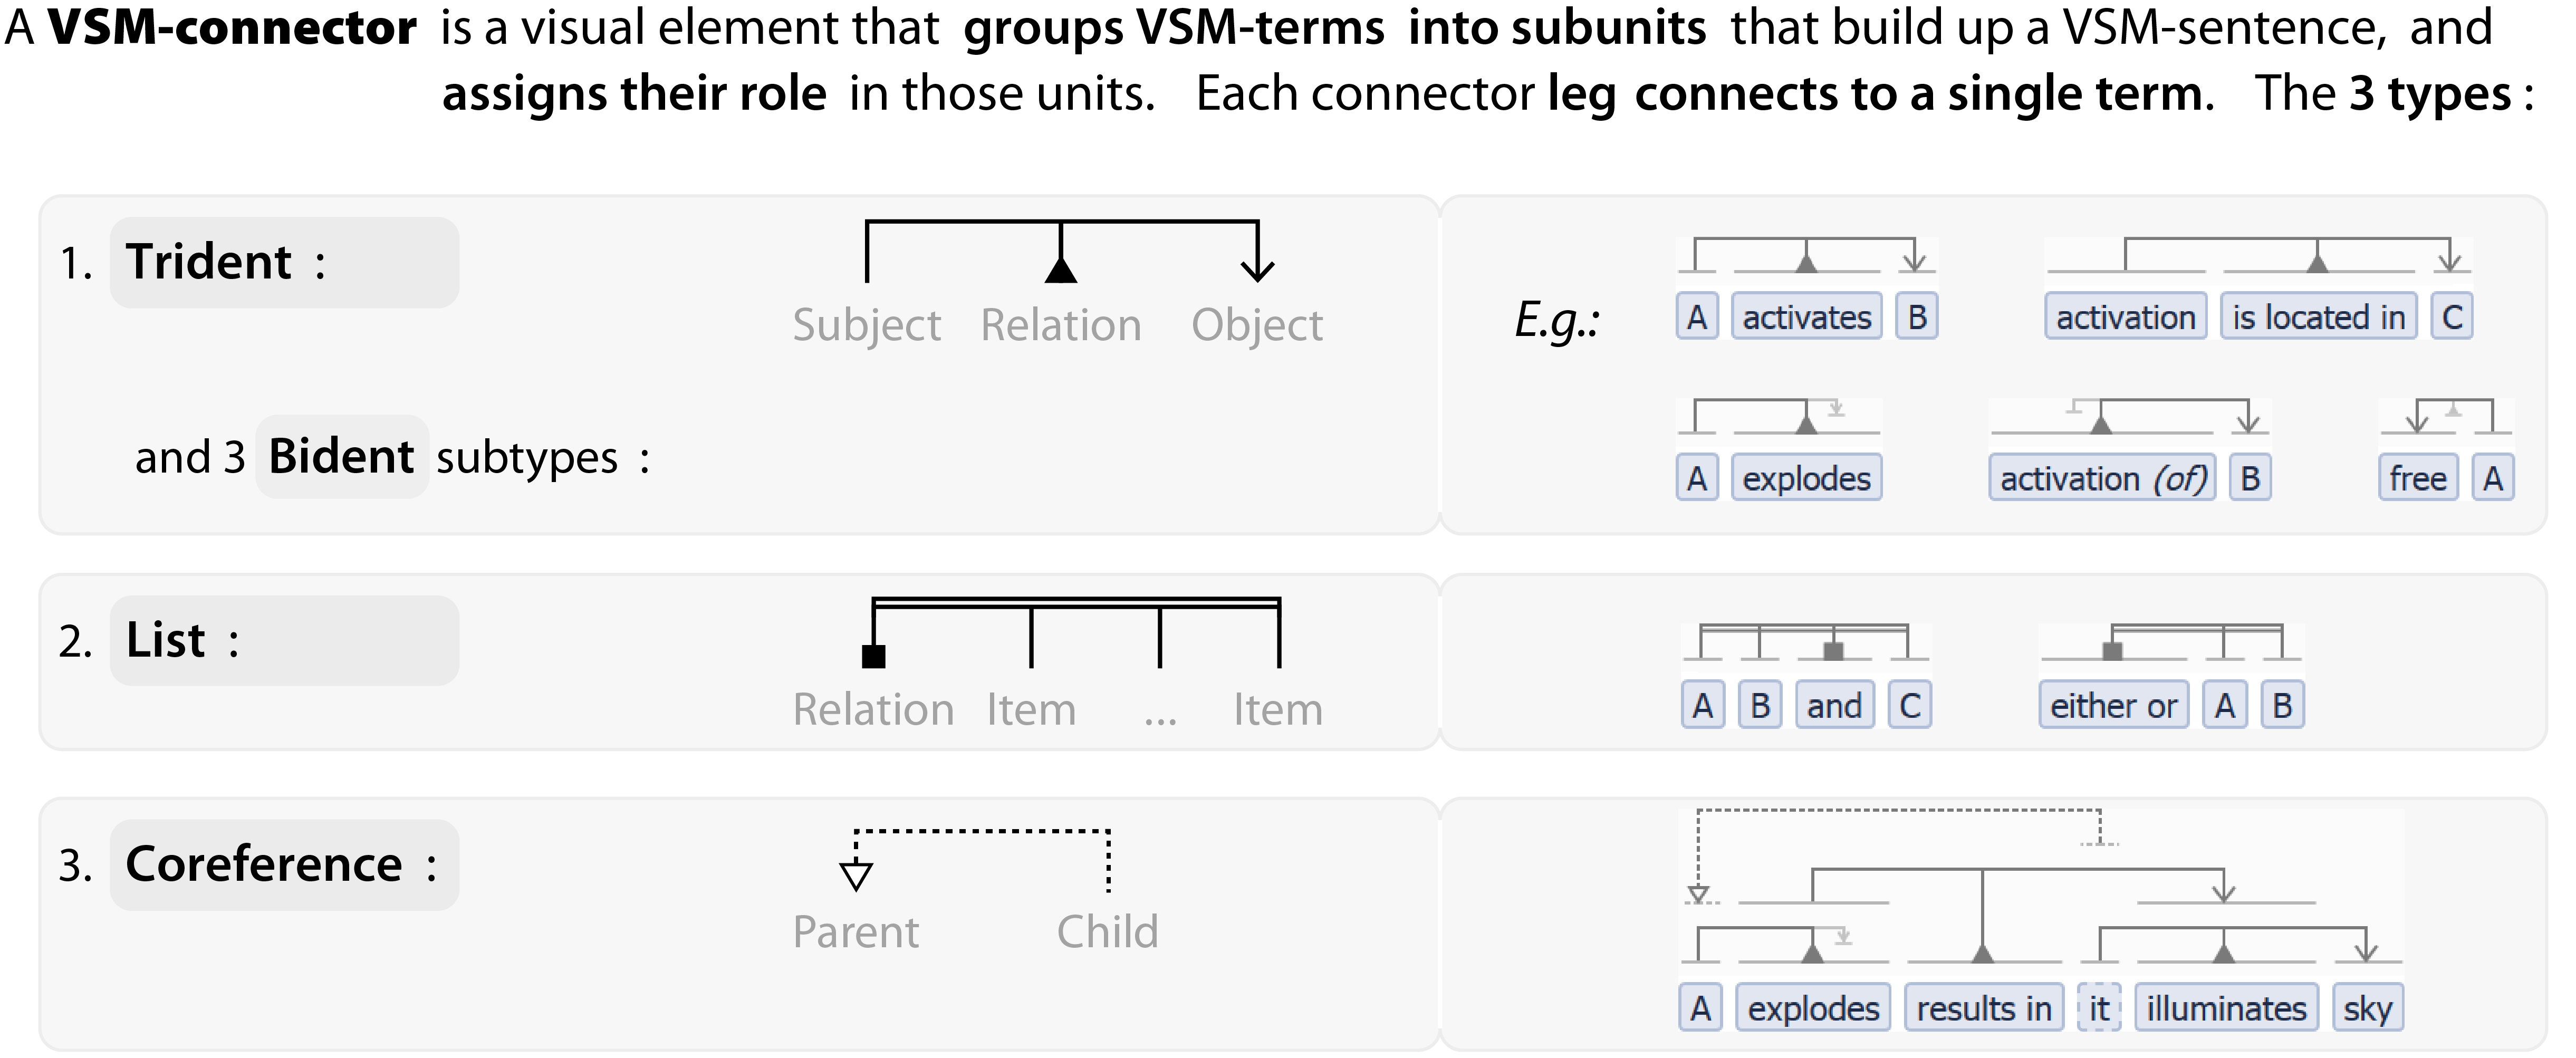 A VSM-connector is a visual element that groups VSM-terms into subunits that build up a VSM-sentence, and
assigns their role in those units. Each connector leg connects to a single term. The 3 types :
1. Trident :
Subject Relation Object
E.g.:
A activates B
activation is located in C
and 3 Bident subtypes :
A explodes
activation (of) B
free A
2. List :
Relation Item ... Item
A B and C
either or A B
3. Coreference :
Parent Child
A explodes results in it illuminates sky